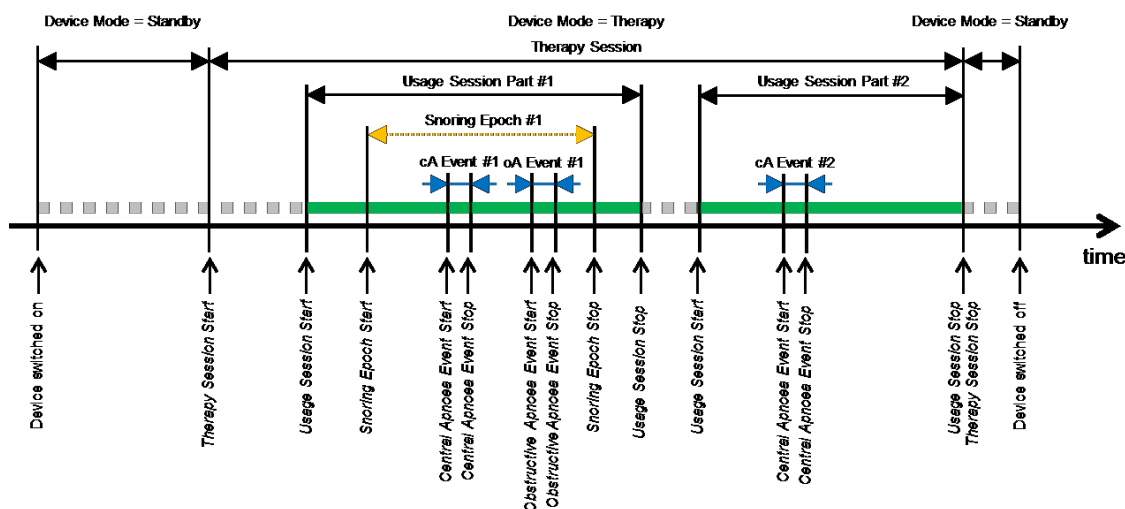 Device Mode = Standby
Device Mode = Therapy
Device Mode = Standby
Therapy Session
Usage Session Part #1
Usage Session Part #2
Snoring Epoch #1
cA Event #1
oA Event #1
cA Event #2
time
Device switched on
Therapy Session Start
Usage Session Start
Snoring Epoch Start
Central Apnoea Event Start
Central Apnoea Event Stop
Obstructive Apnoea Event Start
Obstructive Apnoea Event Stop
Snoring Epoch Stop
Usage Session Stop
Usage Session Start
Central Apnoea Event Start
Central Apnoea Event Stop
Usage Session Stop
Therapy Session Stop
Device switched off